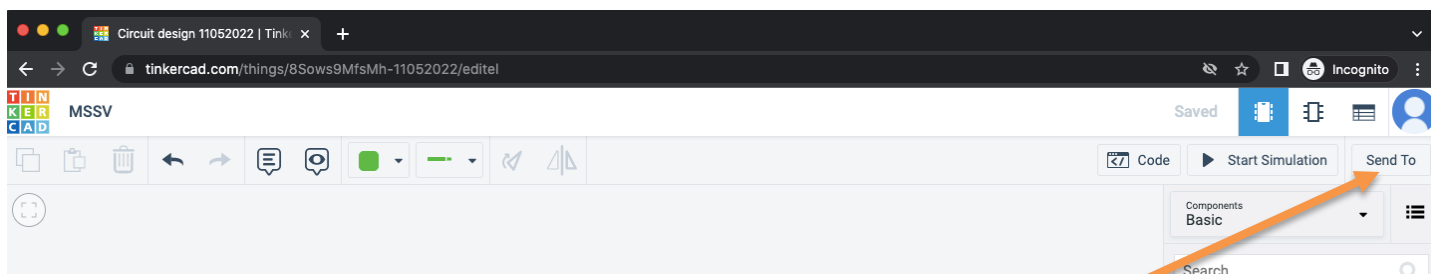 Circuit design 11052022 | Tink
tinkercad.com/things/8Sows9MfsMh-11052022/editel
Incognito
TIN
KER
CAD
MSSV
Saved
Code
Start Simulation
Send To
Components
Basic
Search